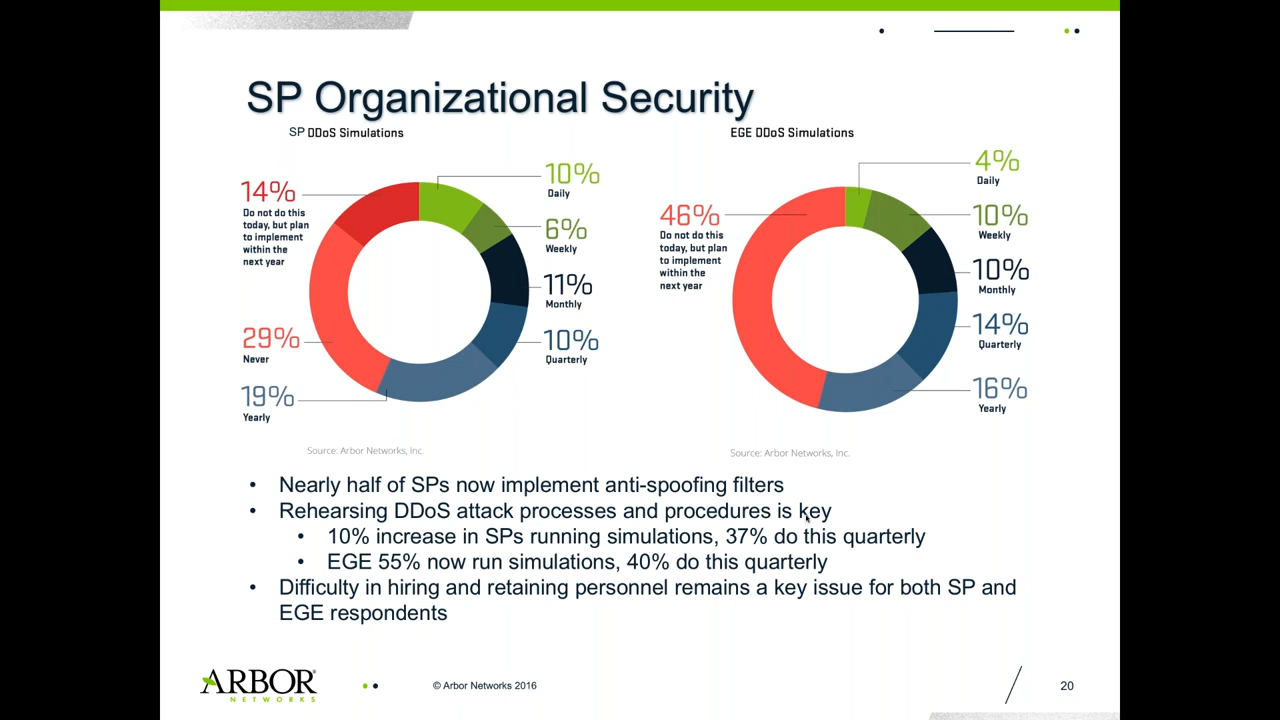 SP Organizational Security
SP DDoS Simulations
14%
Do not do this
today, but plan
to implement
within the
next year
29%
Never
19%
Yearly
10%
Daily
6%
Weekly
11%
Monthly
10%
Quarterly
Source: Arbor Networks, Inc.
EGE DDoS Simulations
46%
Do not do this
today, but plan
to implement
within the
next year
4%
Daily
10%
Weekly
10%
Monthly
14%
Quarterly
16%
Yearly
Source: Arbor Networks, Inc.
• Nearly half of SPs now implement anti-spoofing filters
• Rehearsing DDoS attack processes and procedures is key
• 10% increase in SPs running simulations, 37% do this quarterly
• EGE 55% now run simulations, 40% do this quarterly
• Difficulty in hiring and retaining personnel remains a key issue for both SP and
EGE respondents
ARBOR®
NETWORKS
© Arbor Networks 2016
20